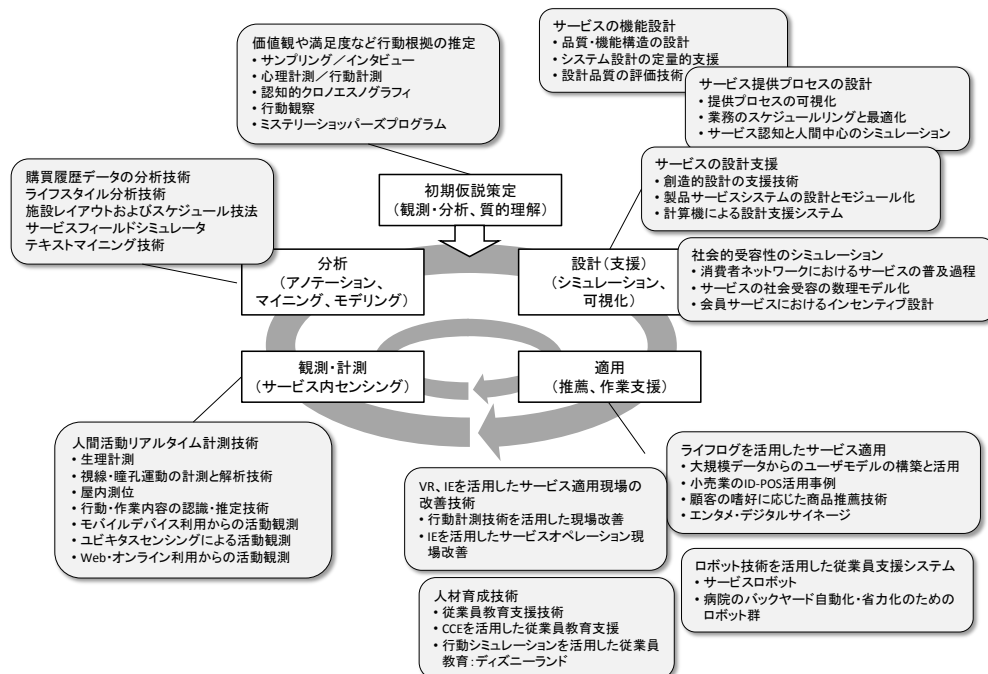 価値観や満足度など行動根拠の推定
• サンプリング／インタビュー
• 心理計測／行動計測
• 認知的クロノエスノグラフィ
• 行動観察
• ミステリーショッパーズプログラム
サービスの機能設計
• 品質・機能構造の設計
• システム設計の定量的支援
• 設計品質の評価技術
サービス提供プロセスの設計
• 提供プロセスの可視化
• 業務のスケジュールリングと最適化
• サービス認知と人間中心のシミュレーション
サービスの設計支援
• 創造的設計の支援技術
• 製品サービスシステムの設計とモジュール化
• 計算機による設計支援システム
購買履歴データの分析技術
ライフスタイル分析技術
施設レイアウトおよびスケジュール技法
サービスフィールドシミュレータ
テキストマイニング技術
初期仮説策定
（観測・分析、質的理解）
分析
（アノテーション、
マイニング、モデリング）
設計（支援）
（シミュレーション、
可視化）
社会的受容性のシミュレーション
• 消費者ネットワークにおけるサービスの普及過程
• サービスの社会受容の数理モデル化
• 会員サービスにおけるインセンティブ設計
観測・計測
（サービス内センシング）
適用
（推薦、作業支援）
人間活動リアルタイム計測技術
• 生理計測
• 視線・瞳孔運動の計測と解析技術
• 屋内測位
• 行動・作業内容の認識・推定技術
• モバイルデバイス利用からの活動観測
• ユビキタスセンシングによる活動観測
• Web・オンライン利用からの活動観測
VR、IEを活用したサービス適用現場の
改善技術
• 行動計測技術を活用した現場改善
• IEを活用したサービスオペレーション現
場改善
ライフログを活用したサービス適用
• 大規模データからのユーザモデルの構築と活用
• 小売業のID-POS活用事例
• 顧客の嗜好に応じた商品推薦技術
• エンタメ・デジタルサイネージ
人材育成技術
• 従業員教育支援技術
• CCEを活用した従業員教育支援
• 行動シミュレーションを活用した従業員
教育：ディズニーランド
ロボット技術を活用した従業員支援システム
• サービスロボット
• 病院のバックヤード自動化・省力化のための
ロボット群